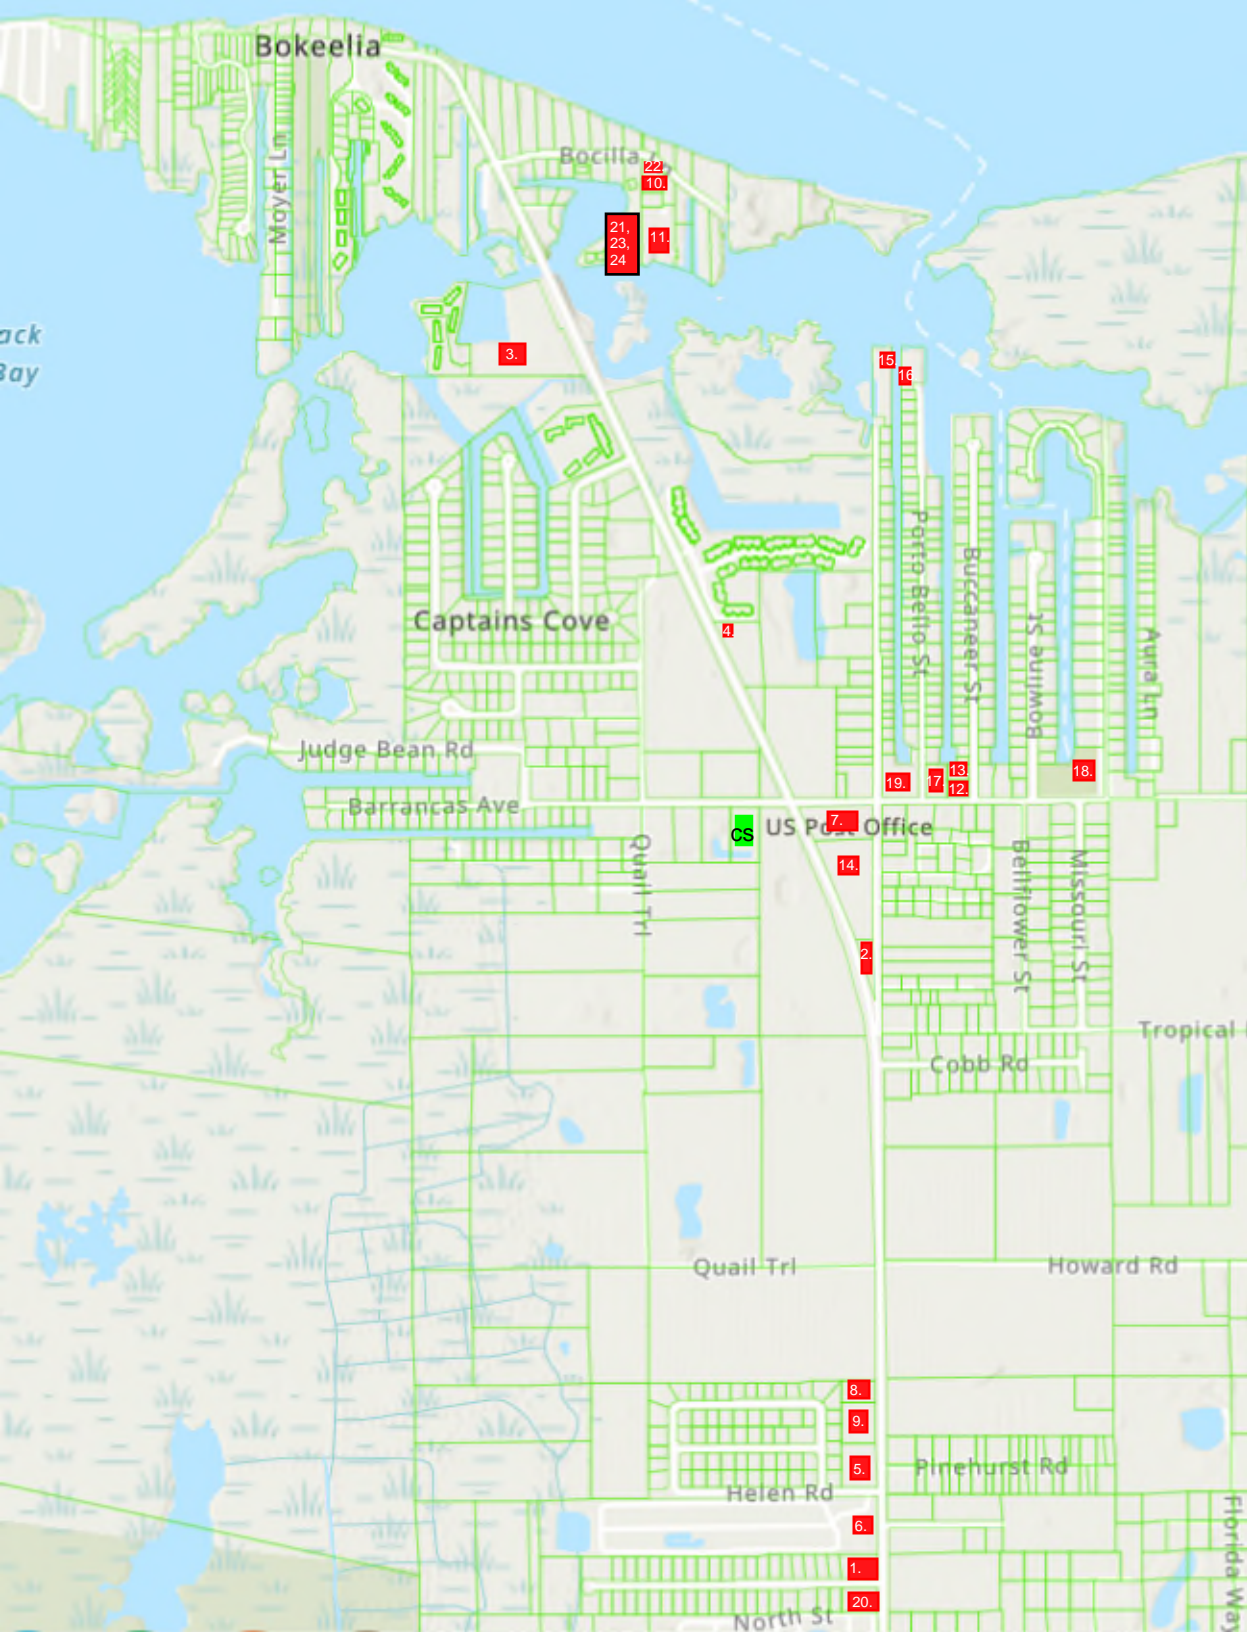 Bokeelia
Moyer Ln
Bocilla
22
10.
21,
23,
24
11.
ack
Bay
3.
15
16
Porto Bello St
Buccaneer St
Bowline St
Aura Ln
Captains Cove
4.
Judge Bean Rd
Barrancas Ave
19.
17.
13.
12.
18.
7.
CS
US Post Office
Quail Trl
14.
Bellflower St
Missouri St
2.
Tropical
Cobb Rd
Quail Trl
Howard Rd
8.
9.
5.
Pinehurst Rd
Helen Rd
6.
Florida Way
1.
20.
North St